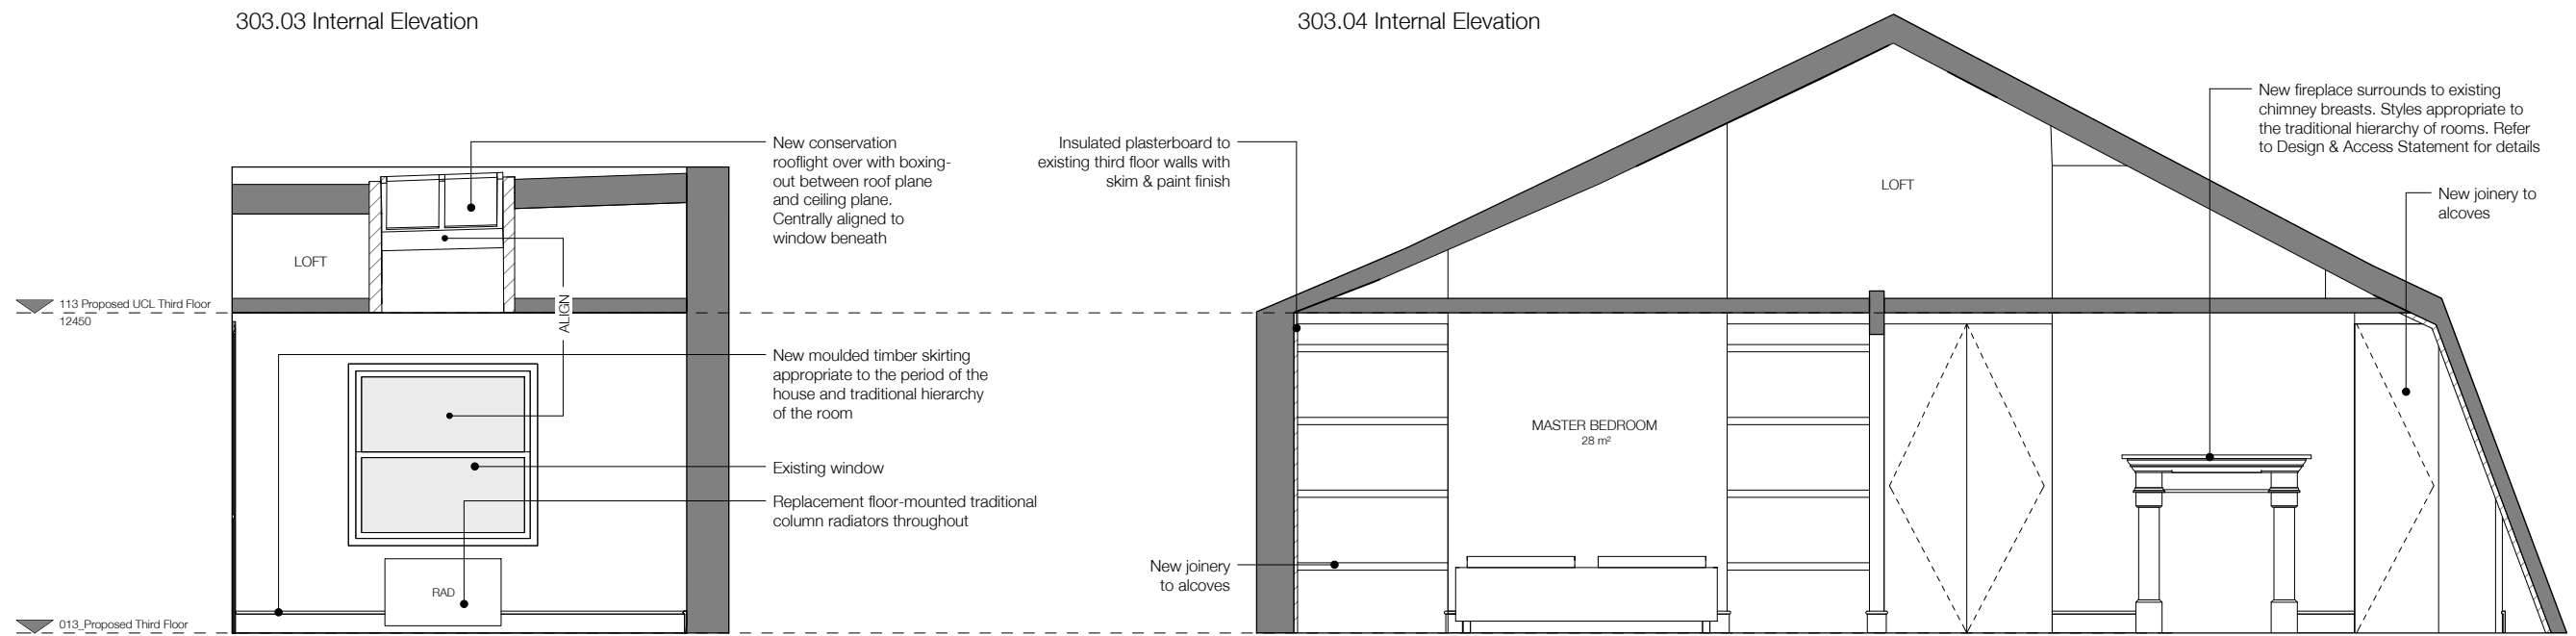 303.03 Internal Elevation
New conservation
rooflight over with boxing-
out between roof plane
and ceiling plane.
Centrally aligned to
window beneath
LOFT
ALIGN
113 Proposed UCL Third Floor
12450
New moulded timber skirting
appropriate to the period of the
house and traditional hierarchy
of the room
Existing window
Replacement floor-mounted traditional
column radiators throughout
RAD
013_Proposed Third Floor
303.04 Internal Elevation
Insulated plasterboard to
existing third floor walls with
skim & paint finish
LOFT
New fireplace surrounds to existing
chimney breasts. Styles appropriate to
the traditional hierarchy of rooms. Refer
to Design & Access Statement for details
New joinery to
alcoves
MASTER BEDROOM
28 m²
New joinery
to alcoves